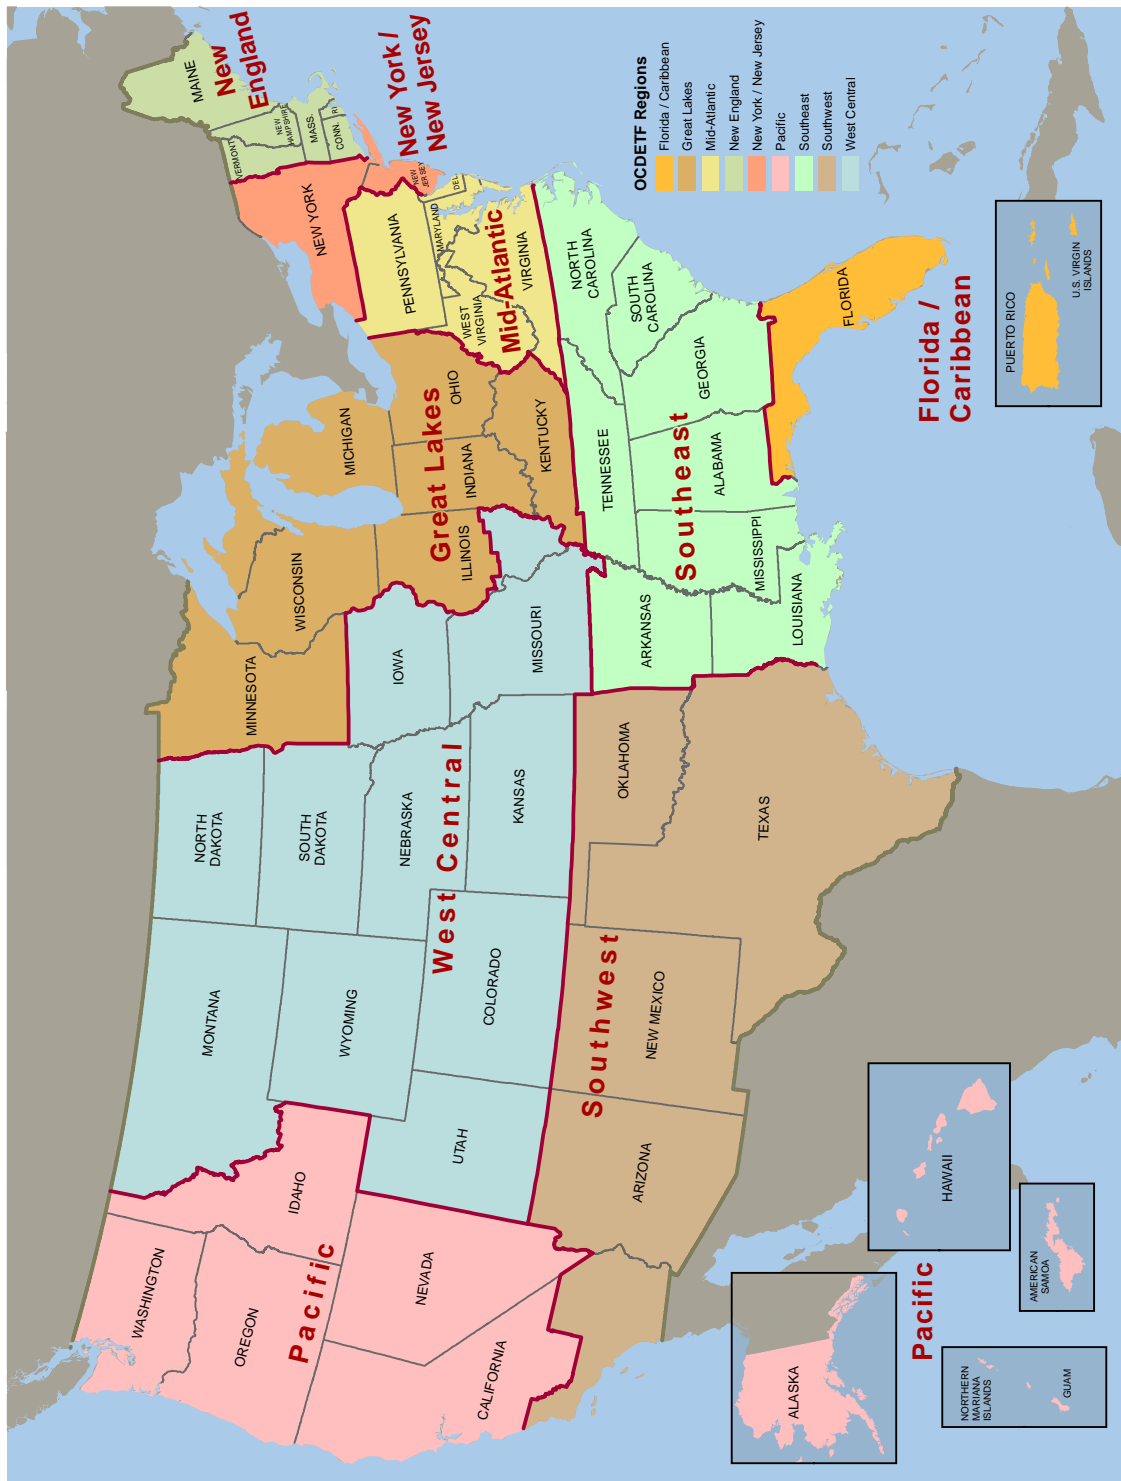 WASHINGTON
OREGON
IDAHO
Pacific
NEVADA
CALIFORNIA
MONTANA
WYOMING
UTAH
COLORADO
NORTH
DAKOTA
SOUTH
DAKOTA
NEBRASKA
KANSAS
West Central
IOWA
MISSOURI
ARIZONA
NEW MEXICO
Southwest
OKLAHOMA
TEXAS
MINNESOTA
WISCONSIN
MICHIGAN
ILLINOIS
INDIANA
OHIO
KENTUCKY
Great Lakes
ARKANSAS
LOUISIANA
MISSISSIPPI
ALABAMA
TENNESSEE
GEORGIA
Southeast
NORTH
CAROLINA
SOUTH
CAROLINA
FLORIDA
Florida /
Caribbean
PENNSYLVANIA
MARYLAND
DEL
WEST
VIRGINIA
VIRGINIA
Mid-Atlantic
NEW YORK
NEW
JERSEY
New York /
New Jersey
MAINE
VERMONT
NEW
HAMPSHIRE
MASS.
CONN.
RI
New
England
OCDETF Regions
Florida / Caribbean
Great Lakes
Mid-Atlantic
New England
New York / New Jersey
Pacific
Southeast
Southwest
West Central
ALASKA
HAWAII
Pacific
NORTHERN
MARIANA
ISLANDS
GUAM
AMERICAN
SAMOA
PUERTO RICO
U.S. VIRGIN
ISLANDS